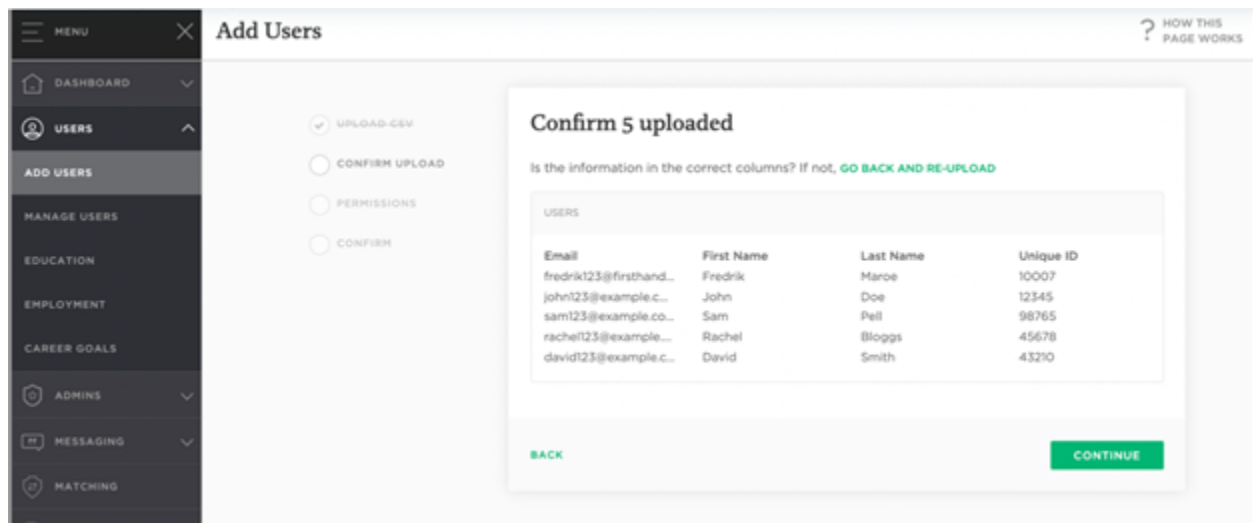 MENU
Add Users
? HOW THIS
PAGE WORKS
DASHBOARD
USERS
ADD USERS
MANAGE USERS
EDUCATION
EMPLOYMENT
CAREER GOALS
ADMINS
MESSAGING
MATCHING
UPLOAD CSV
CONFIRM UPLOAD
PERMISSIONS
CONFIRM
Confirm 5 uploaded
Is the information in the correct columns? If not, GO BACK AND RE-UPLOAD
USERS
Email First Name Last Name Unique ID
fredrik123@firsthand... Fredrik Maroe 10007
john123@example.c... John Doe 12345
sam123@example.co... Sam Pell 98765
rachel123@example.... Rachel Bloggs 45678
david123@example.c... David Smith 43210
BACK
CONTINUE